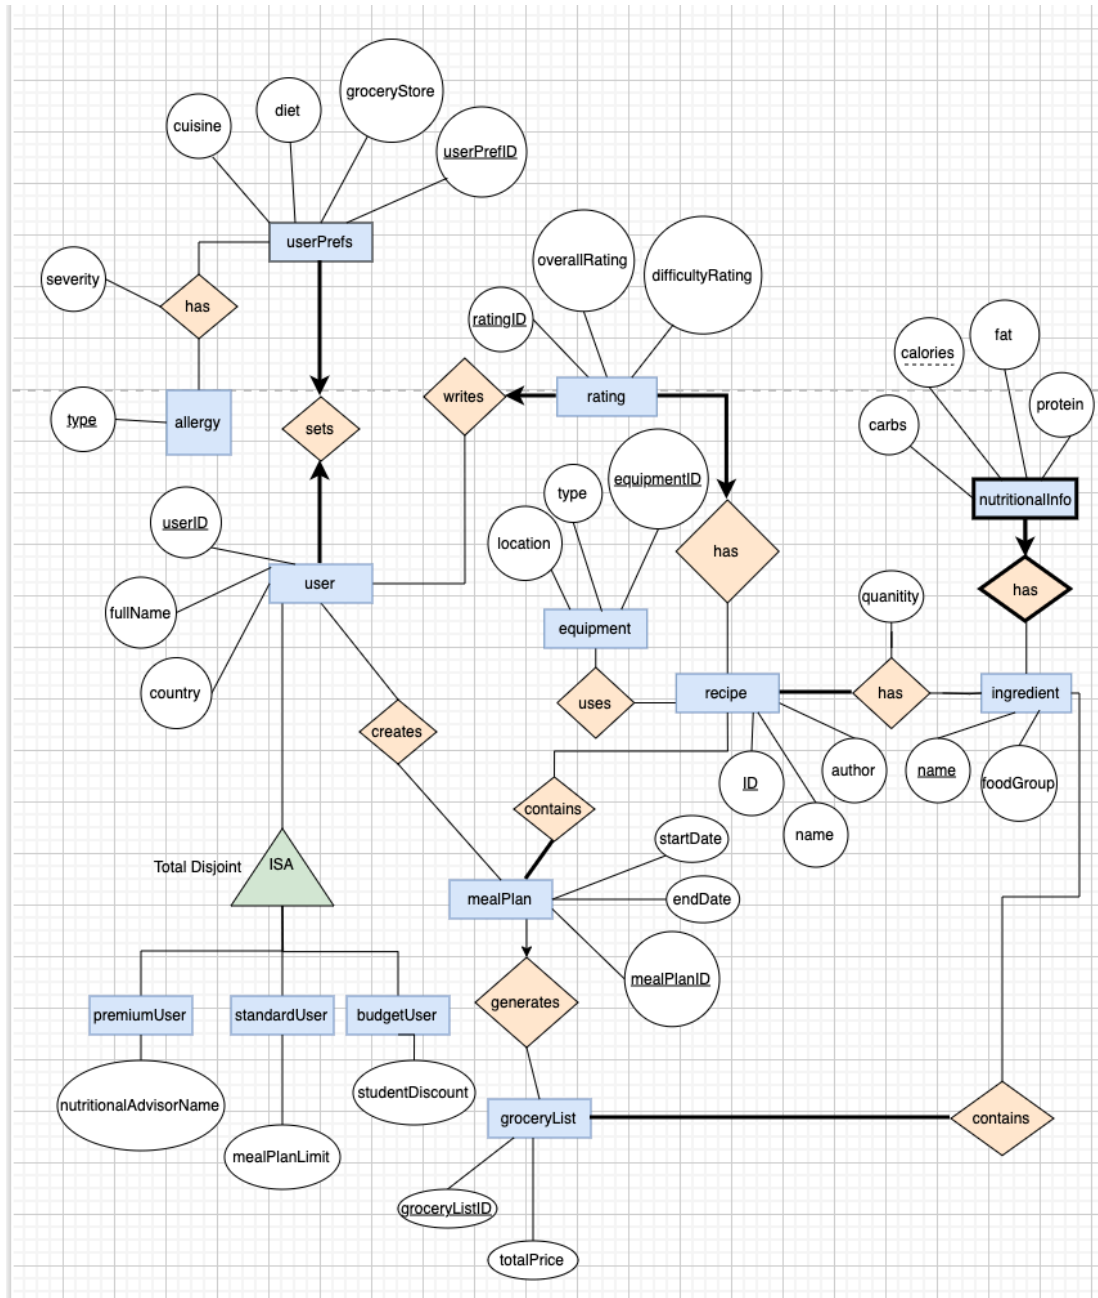 groceryStore
diet
cuisine
userPrefID
userPrefs
severity
has
type
allergy
sets
overallRating
difficultyRating
ratingID
writes
rating
calories
fat
protein
carbs
nutritionalInfo
equipmentID
type
location
has
has
userID
user
fullName
country
equipment
quanitity
uses
recipe
has
ingredient
creates
ID
author
name
foodGroup
name
contains
startDate
Total Disjoint
ISA
mealPlan
endDate
mealPlanID
generates
premiumUser
standardUser
budgetUser
nutritionalAdvisorName
studentDiscount
mealPlanLimit
groceryList
contains
groceryListID
totalPrice